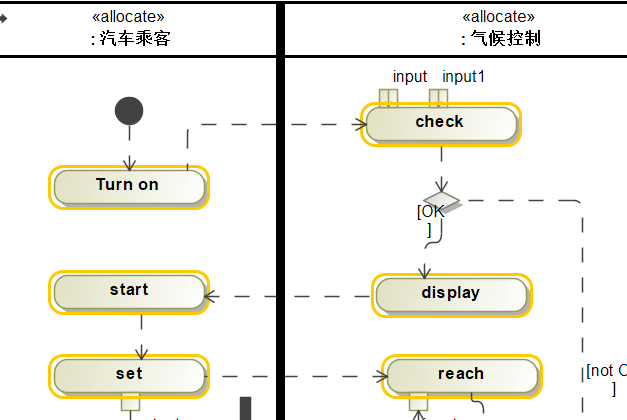 «allocate»
: 汽车乘客
«allocate»
: 气候控制
input
input1
check
Turn on
[OK
]
start
display
set
reach
[not O
]